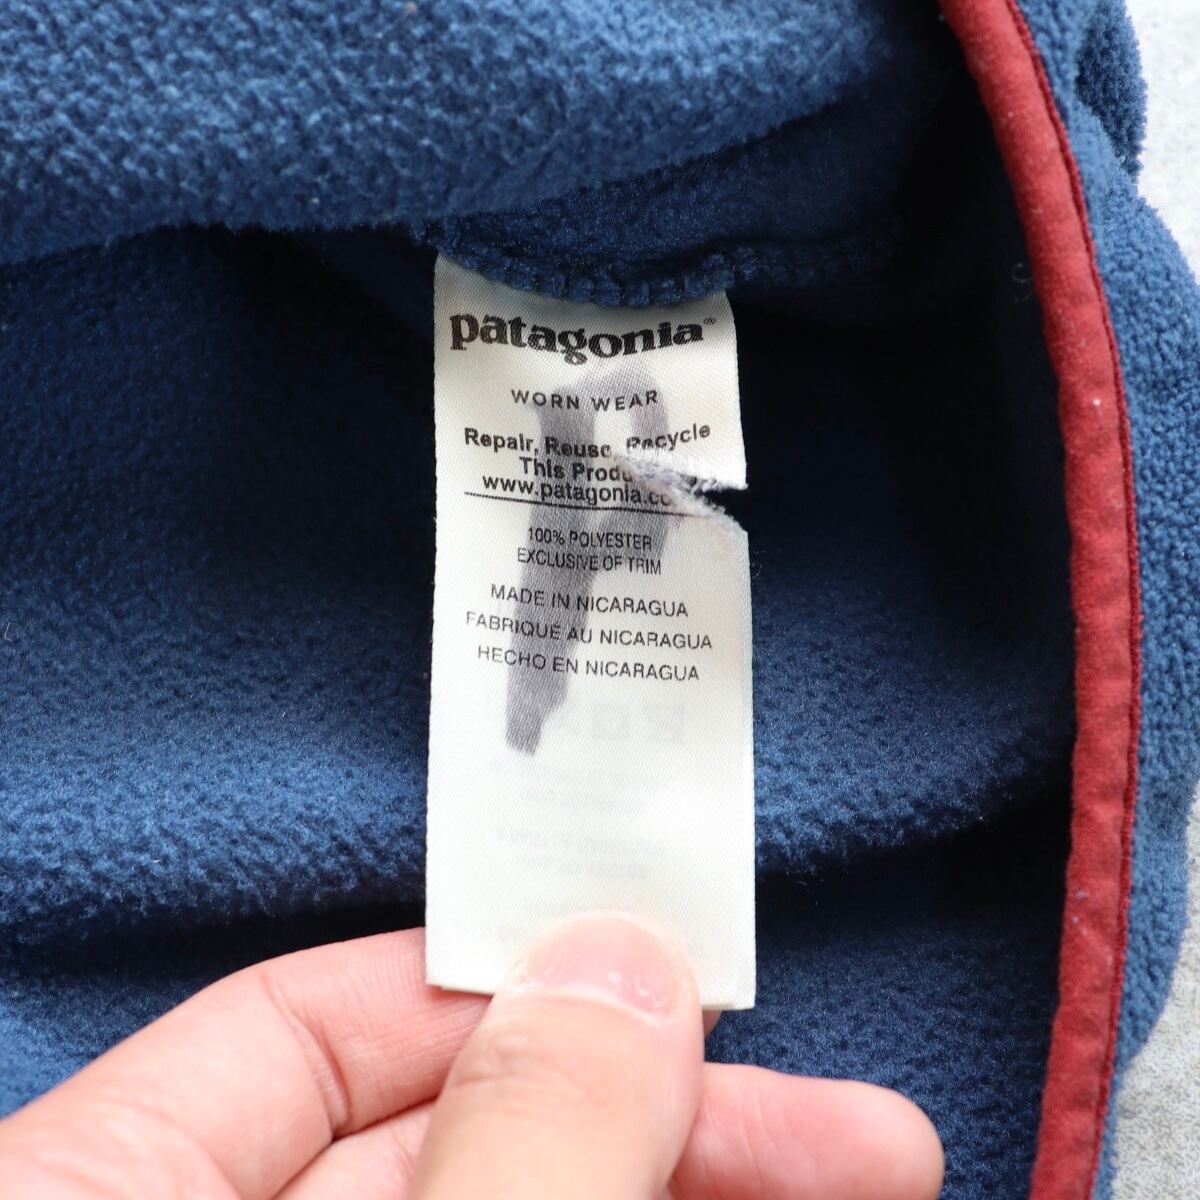 patagonia®
WORN WEAR
Repair, Reuse, Recycle
This Produ
www.patagonia.co
100% POLYESTER
EXCLUSIVE OF TRIM
MADE IN NICARAGUA
FABRIQUÉ AU NICARAGUA
HECHO EN NICARAGUA